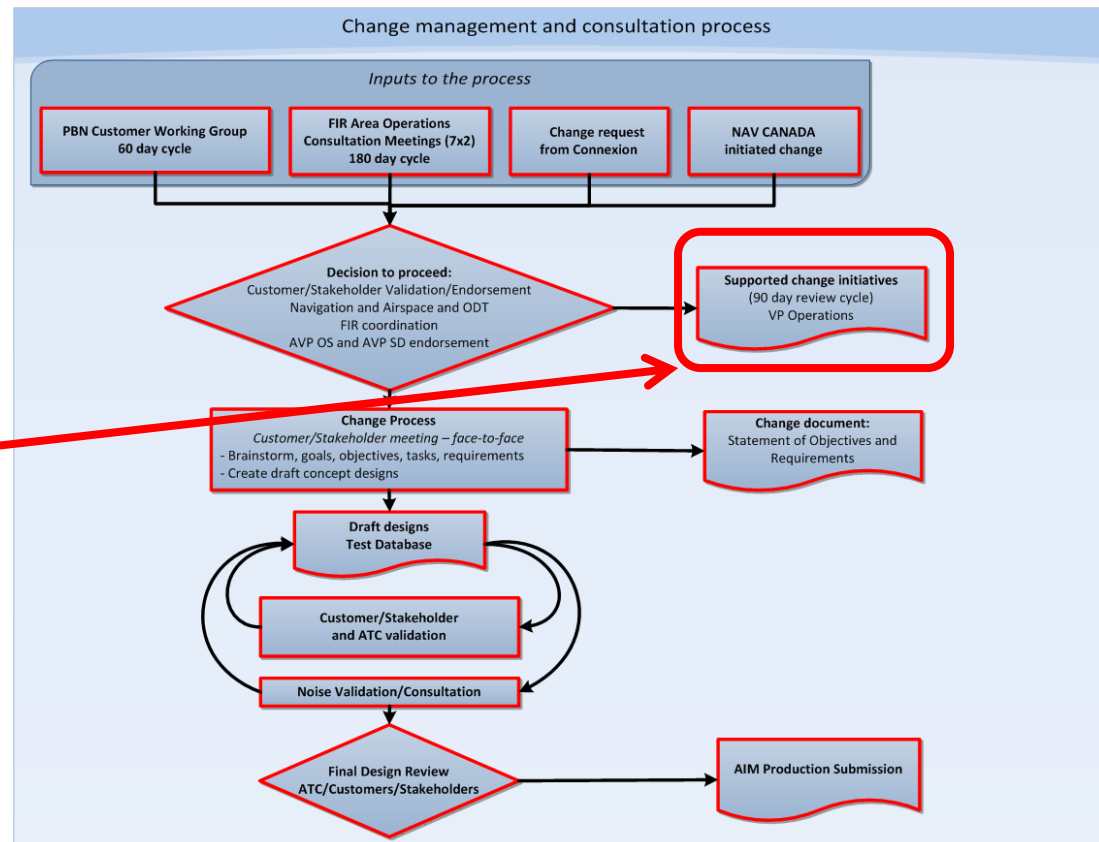 Change management and consultation process
Inputs to the process
PBN Customer Working Group
60 day cycle
FIR Area Operations
Consultation Meetings (7x2)
180 day cycle
Change request
from Connexion
NAV CANADA
initiated change
Decision to proceed:
Customer/Stakeholder Validation/Endorsement
Navigation and Airspace and ODT
FIR coordination
AVP OS and AVP SD endorsement
Supported change initiatives
(90 day review cycle)
VP Operations
Change Process
Customer/Stakeholder meeting – face-to-face
- Brainstorm, goals, objectives, tasks, requirements
- Create draft concept designs
Change document:
Statement of Objectives and
Requirements
Draft designs
Test Database
Customer/Stakeholder
and ATC validation
Noise Validation/Consultation
Final Design Review
ATC/Customers/Stakeholders
AIM Production Submission